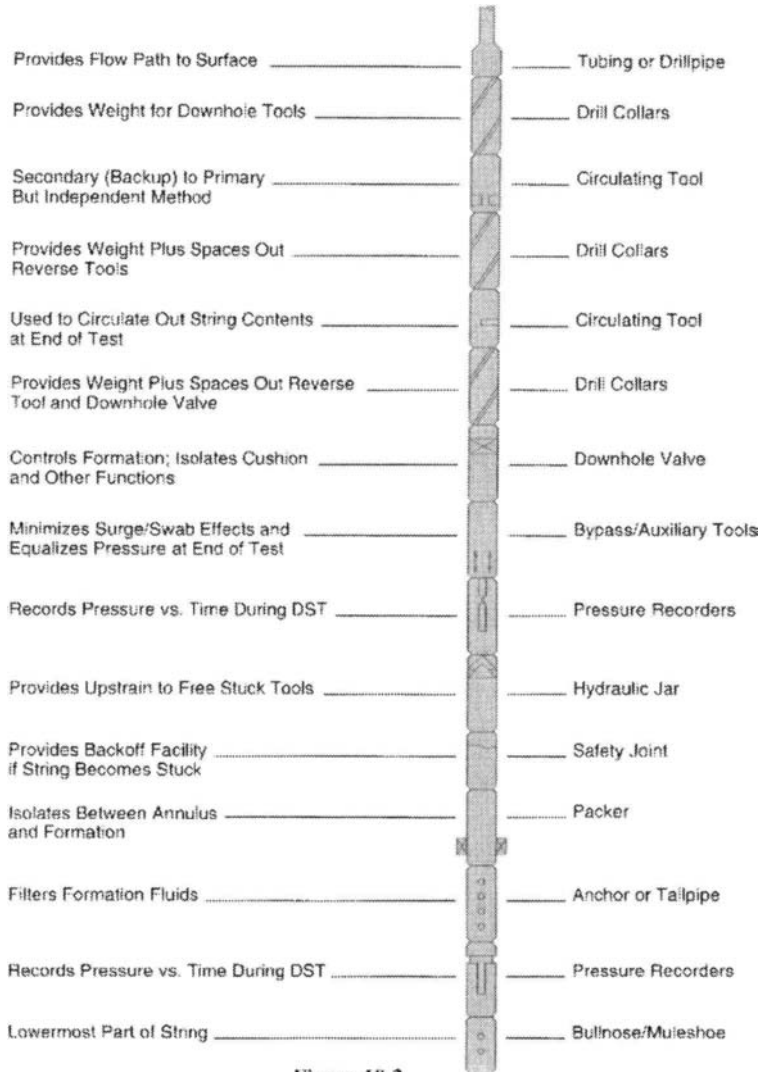 Provides Flow Path to Surface Tubing or Drillpipe
Provides Weight for Downhole Tools Drill Collars
Secondary (Backup) to Primary
But Independent Method Circulating Tool
Provides Weight Plus Spaces Out
Reverse Tools Drill Collars
Used to Circulate Out String Contents
at End of Test Circulating Tool
Provides Weight Plus Spaces Out Reverse
Tool and Downhole Valve Drill Collars
Controls Formation; Isolates Cushion
and Other Functions Downhole Valve
Minimizes Surge/Swab Effects and
Equalizes Pressure at End of Test Bypass/Auxiliary Tools
Records Pressure vs. Time During DST Pressure Recorders
Provides Upstrain to Free Stuck Tools Hydraulic Jar
Provides Backoff Facility
if String Becomes Stuck Safety Joint
Isolates Between Annulus
and Formation Packer
Filters Formation Fluids Anchor or Tailpipe
Records Pressure vs. Time During DST Pressure Recorders
Lowermost Part of String Bullnose/Muleshoe